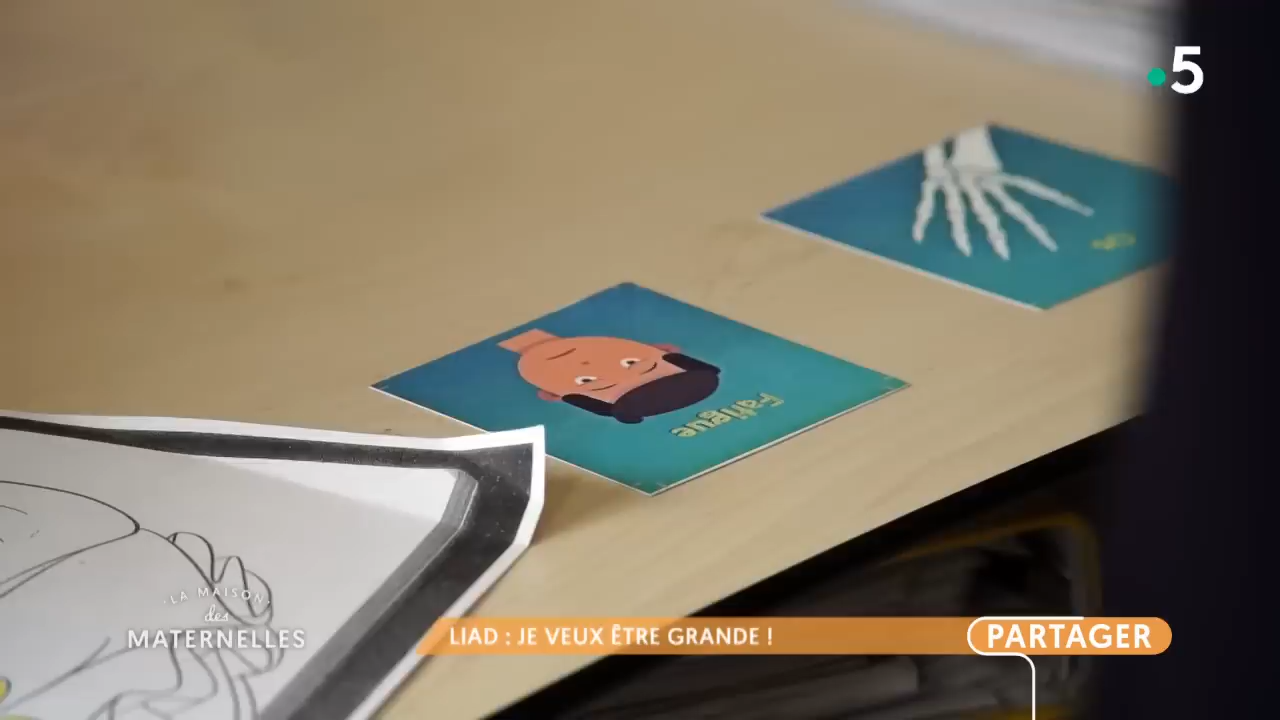 5
Fatigue
LA MAISON
des
MATERNELLES
LIAD : JE VEUX ÊTRE GRANDE !
PARTAGER